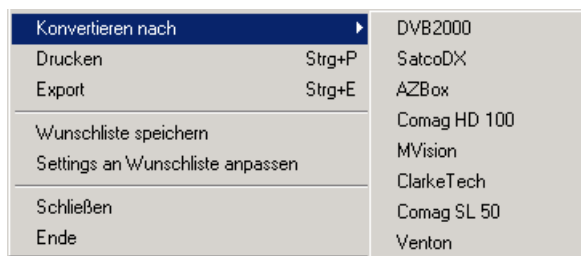 Konvertieren nach
Drucken Strg+P
Export Strg+E
Wunschliste speichern
Settings an Wunschliste anpassen
Schließen
Ende
DVB2000
SatcoDX
AZBox
Comag HD 100
MVision
ClarkeTech
Comag SL 50
Venton